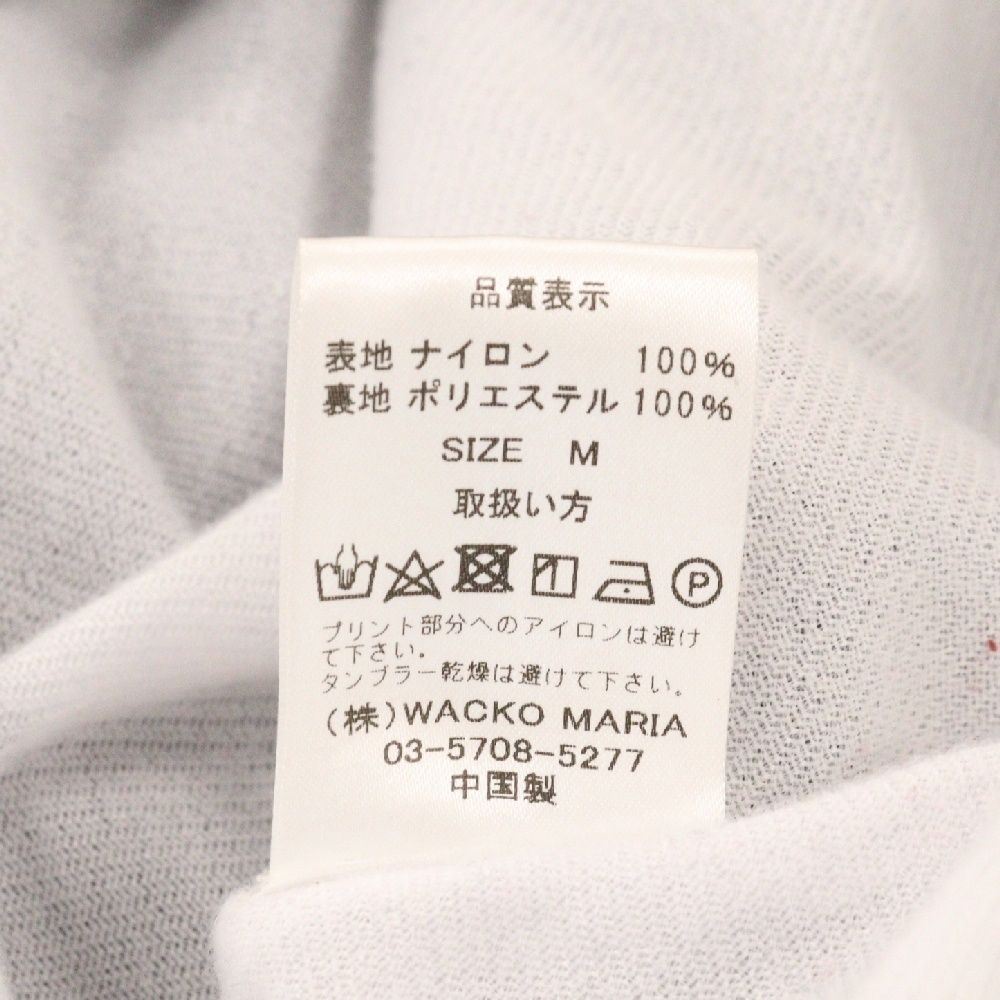 品質表示
表地 ナイロン 100%
裏地 ポリエステル 100%
SIZE M
取扱い方
P
プリント部分へのアイロンは避け
て下さい。
タンブラー乾燥は避けて下さい。
(株)WACKO MARIA
03-5708-5277
中国製